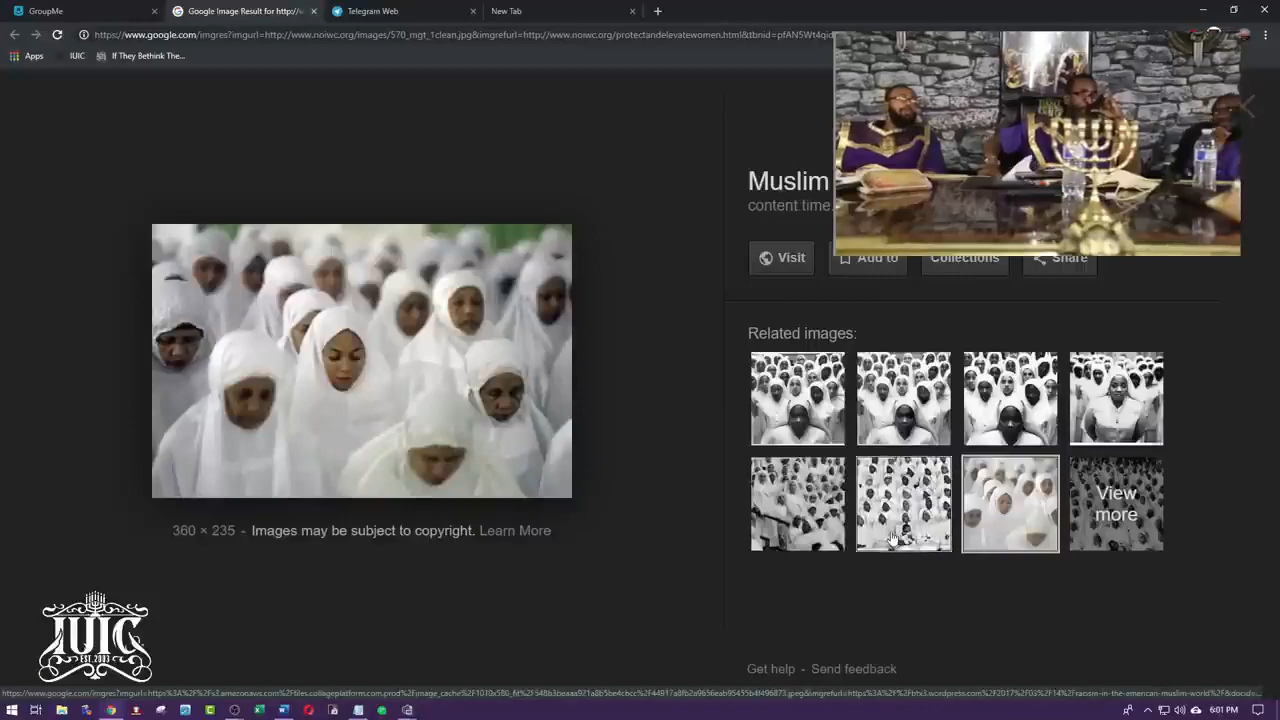 GroupMe
Google Image Result for http://w
Telegram Web
New Tab
https://www.google.com/imgres?imgurl=http://www.noiwc.org/images/570_mgt_1clean.jpg&imgrefurl=http://www.noiwc.org/protectandelevatewomen.html&tbnid=pfAN5Wt4qid
Apps
IUIC
If They Bethink The...
Muslim
content.time.
Visit
Add to
Collections
Share
Related images:
View
more
360 × 235 - Images may be subject to copyright. Learn More
IUIC
EST.2003
Get help - Send feedback
6:01 PM